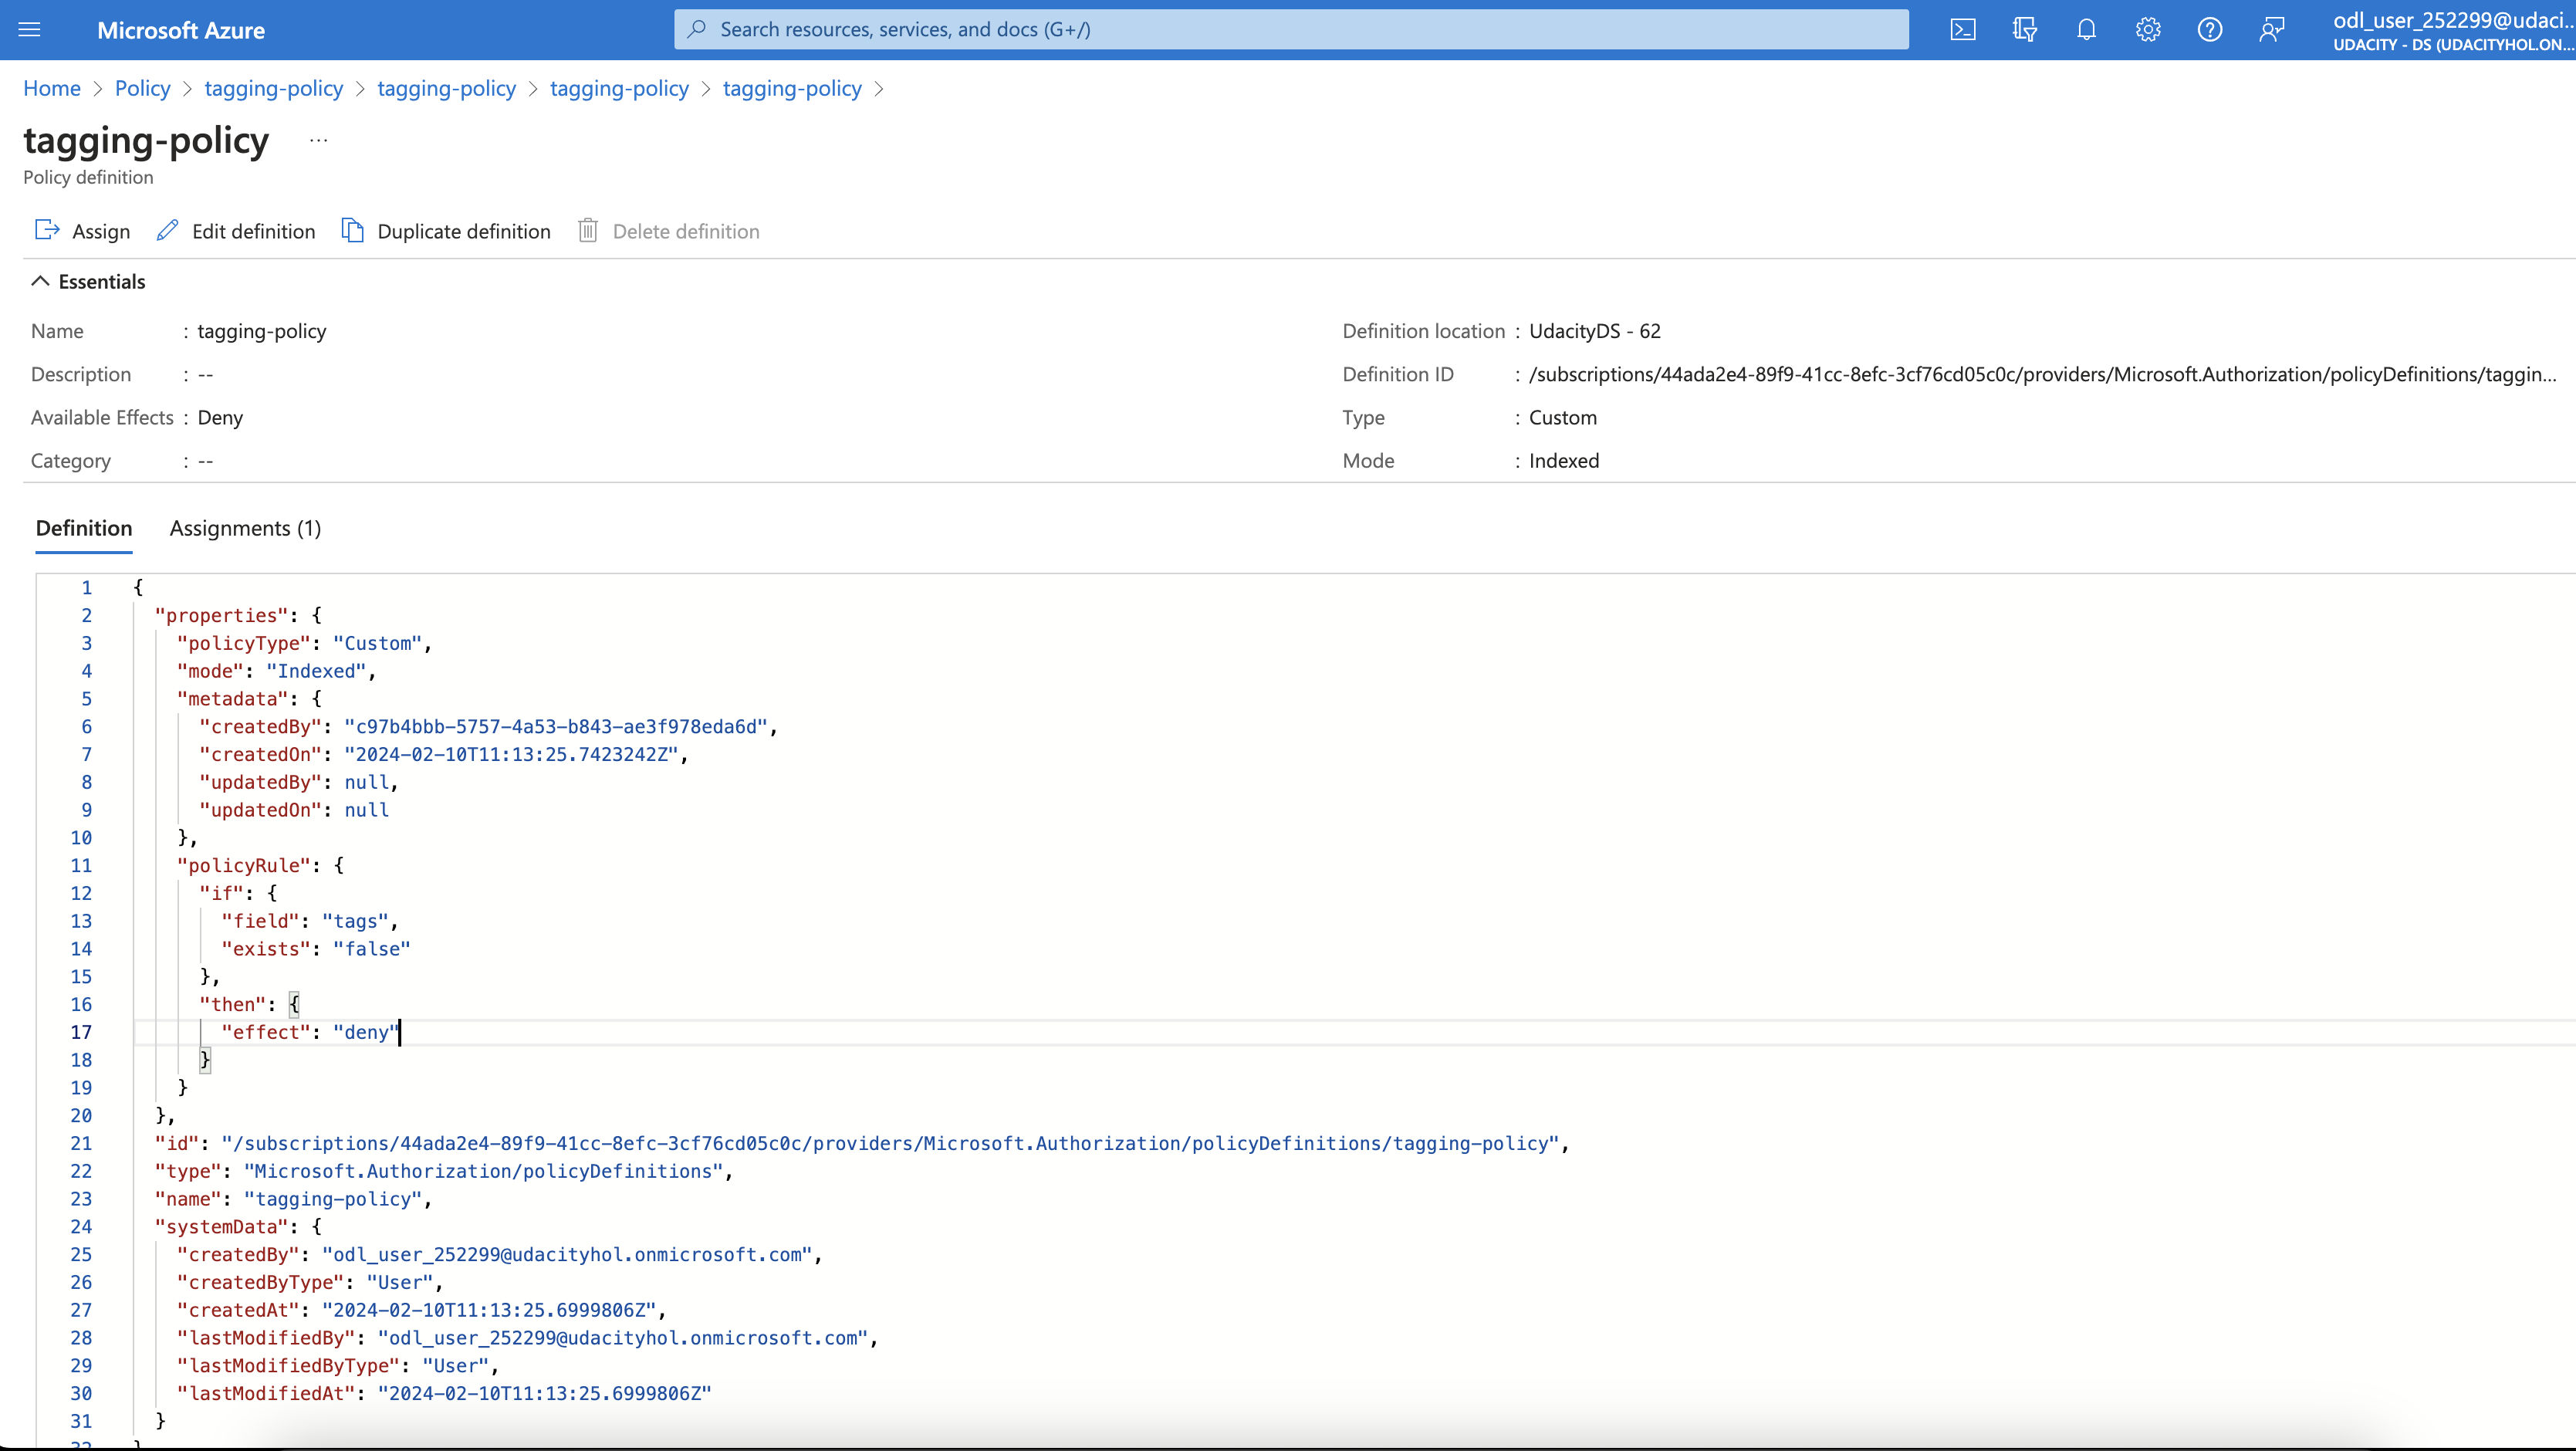 Microsoft Azure
Search resources, services, and docs (G+/)
odl_user_252299@udaci...
UDACITY - DS (UDACITYHOL.ON...
Home > Policy > tagging-policy > tagging-policy > tagging-policy > tagging-policy >
tagging-policy ...
Policy definition
Assign Edit definition Duplicate definition Delete definition
Essentials
Name : tagging-policy
Description : --
Available Effects : Deny
Category : --
Definition location : UdacityDS - 62
Definition ID : /subscriptions/44ada2e4-89f9-41cc-8efc-3cf76cd05c0c/providers/Microsoft.Authorization/policyDefinitions/taggin...
Type : Custom
Mode : Indexed
Definition Assignments (1)
1 {
2 "properties": {
3 "policyType": "Custom",
4 "mode": "Indexed",
5 "metadata": {
6 "createdBy": "c97b4bbb-5757-4a53-b843-ae3f978eda6d",
7 "createdOn": "2024-02-10T11:13:25.7423242Z",
8 "updatedBy": null,
9 "updatedOn": null
10 },
11 "policyRule": {
12 "if": {
13 "field": "tags",
14 "exists": "false"
15 },
16 "then": {
17 "effect": "deny"
18 }
19 }
20 },
21 "id": "/subscriptions/44ada2e4-89f9-41cc-8efc-3cf76cd05c0c/providers/Microsoft.Authorization/policyDefinitions/tagging-policy",
22 "type": "Microsoft.Authorization/policyDefinitions",
23 "name": "tagging-policy",
24 "systemData": {
25 "createdBy": "odl_user_252299@udacityhol.onmicrosoft.com",
26 "createdByType": "User",
27 "createdAt": "2024-02-10T11:13:25.6999806Z",
28 "lastModifiedBy": "odl_user_252299@udacityhol.onmicrosoft.com",
29 "lastModifiedByType": "User",
30 "lastModifiedAt": "2024-02-10T11:13:25.6999806Z"
31 }
32 }